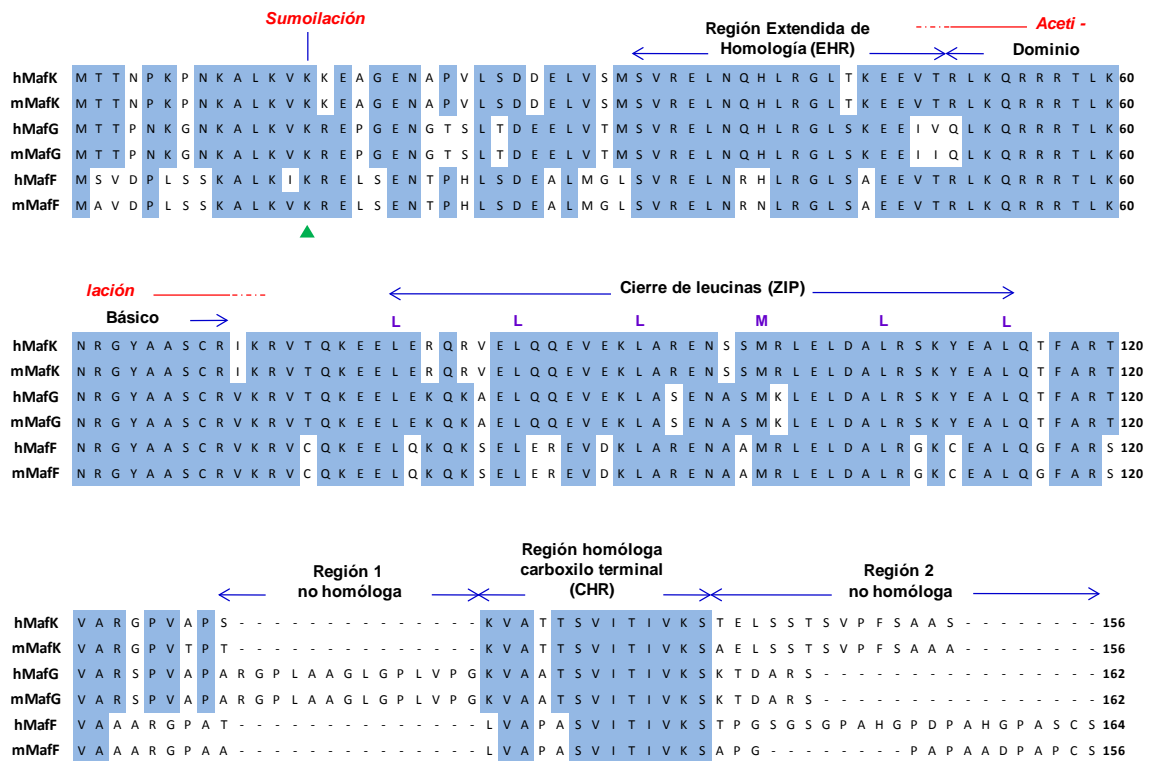 Sumoilación
Región Extendida de Homología (EHR)
Aceti -
Dominio
hMafK M T T N P K P N K A L K V K K E A G E N A P V L S D D E L V S M S V R E L N Q H L R G L T K E E V T R L K Q R R R T L K 60
mMafK M T T N P K P N K A L K V K K E A G E N A P V L S D D E L V S M S V R E L N Q H L R G L T K E E V T R L K Q R R R T L K 60
hMafG M T T P N K G N K A L K V K R E P G E N G T S L T D E E L V T M S V R E L N Q H L R G L S K E E I V Q L K Q R R R T L K 60
mMafG M T T P N K G N K A L K V K R E P G E N G T S L T D E E L V T M S V R E L N Q H L R G L S K E E I I Q L K Q R R R T L K 60
hMafF M S V D P L S S K A L K I K R E L S E N T P H L S D E A L M G L S V R E L N R H L R G L S A E E V T R L K Q R R R T L K 60
mMafF M A V D P L S S K A L K V K R E L S E N T P H L S D E A L M G L S V R E L N R N L R G L S A E E V T R L K Q R R R T L K 60
lación
Básico
Cierre de leucinas (ZIP)
L L L M L L
hMafK N R G Y A A S C R I K R V T Q K E E L E R Q R V E L Q Q E V E K L A R E N S S M R L E L D A L R S K Y E A L Q T F A R T 120
mMafK N R G Y A A S C R I K R V T Q K E E L E R Q R V E L Q Q E V E K L A R E N S S M R L E L D A L R S K Y E A L Q T F A R T 120
hMafG N R G Y A A S C R V K R V T Q K E E L E K Q K A E L Q Q E V E K L A S E N A S M K L E L D A L R S K Y E A L Q T F A R T 120
mMafG N R G Y A A S C R V K R V T Q K E E L E K Q K A E L Q Q E V E K L A S E N A S M K L E L D A L R S K Y E A L Q T F A R T 120
hMafF N R G Y A A S C R V K R V C Q K E E L Q K Q K S E L E R E V D K L A R E N A A M R L E L D A L R G K C E A L Q G F A R S 120
mMafF N R G Y A A S C R V K R V C Q K E E L Q K Q K S E L E R E V D K L A R E N A A M R L E L D A L R G K C E A L Q G F A R S 120
Región 1 no homóloga
Región homóloga carboxilo terminal (CHR)
Región 2 no homóloga
hMafK V A R G P V A P S - - - - - - - - - - - - - - K V A T T S V I T I V K S T E L S S T S V P F S A A S - - - - - - - - 156
mMafK V A R G P V T P T - - - - - - - - - - - - - - K V A T T S V I T I V K S A E L S S T S V P F S A A A - - - - - - - - 156
hMafG V A R S P V A P A R G P L A A G L G P L V P G K V A A T S V I T I V K S K T D A R S - - - - - - - - - - - - - - - - 162
mMafG V A R S P V A P A R G P L A A G L G P L V P G K V A A T S V I T I V K S K T D A R S - - - - - - - - - - - - - - - - 162
hMafF V A A A R G P A T - - - - - - - - - - - - - - L V A P A S V I T I V K S T P G S G S G P A H G P D P A H G P A S C S 164
mMafF V A A A R G P A A - - - - - - - - - - - - - - L V A P A S V I T I V K S A P G - - - - - - - - P A P A A D P A P C S 156